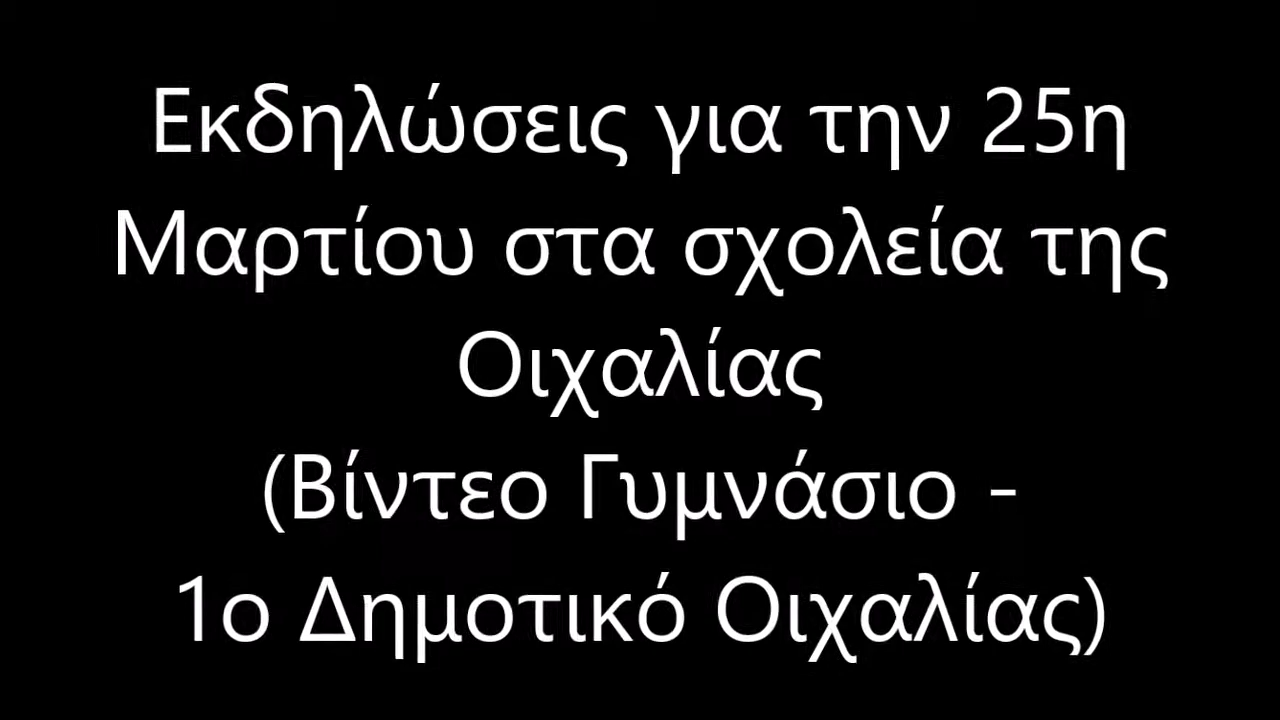 Εκδηλώσεις για την 25η
Μαρτίου στα σχολεία της
Οιχαλίας
(Βίντεο Γυμνάσιο -
1ο Δημοτικό Οιχαλίας)